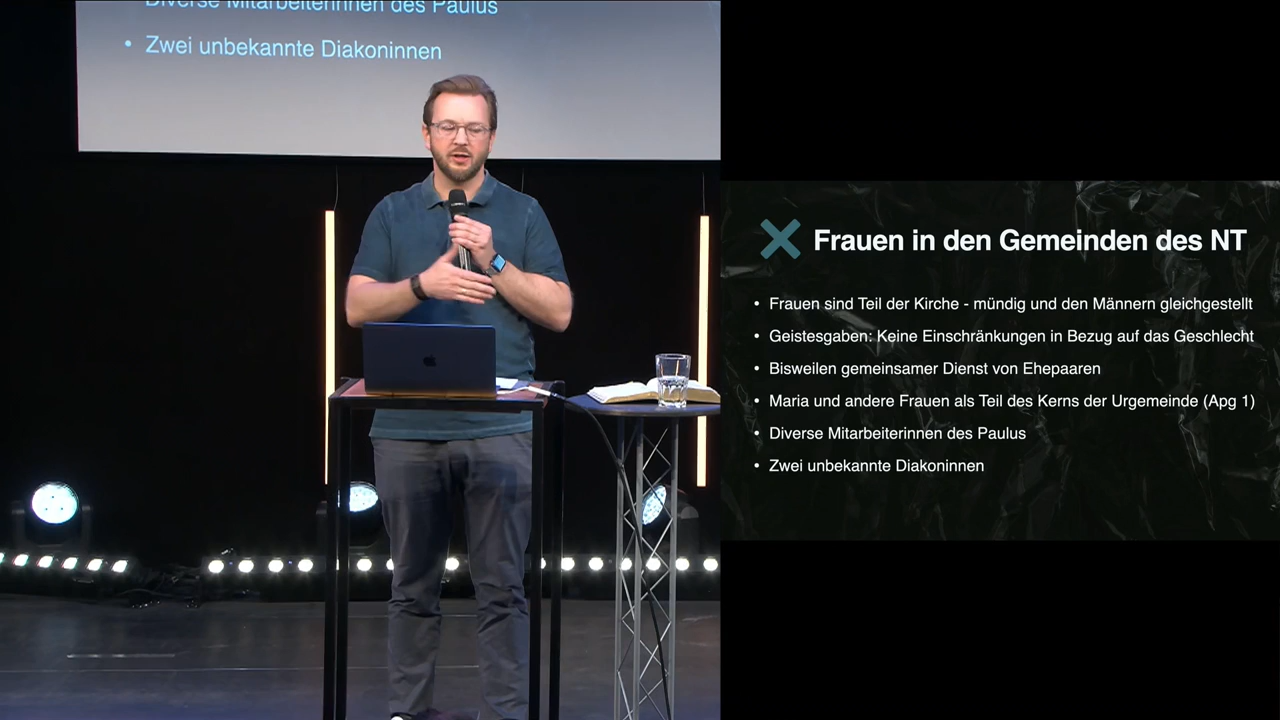 Diverse Mitarbeiterinnen des Paulus
• Zwei unbekannte Diakoninnen
Frauen in den Gemeinden des NT
• Frauen sind Teil der Kirche - mündig und den Männern gleichgestellt
• Geistesgaben: Keine Einschränkungen in Bezug auf das Geschlecht
• Bisweilen gemeinsamer Dienst von Ehepaaren
• Maria und andere Frauen als Teil des Kerns der Urgemeinde (Apg 1)
• Diverse Mitarbeiterinnen des Paulus
• Zwei unbekannte Diakoninnen